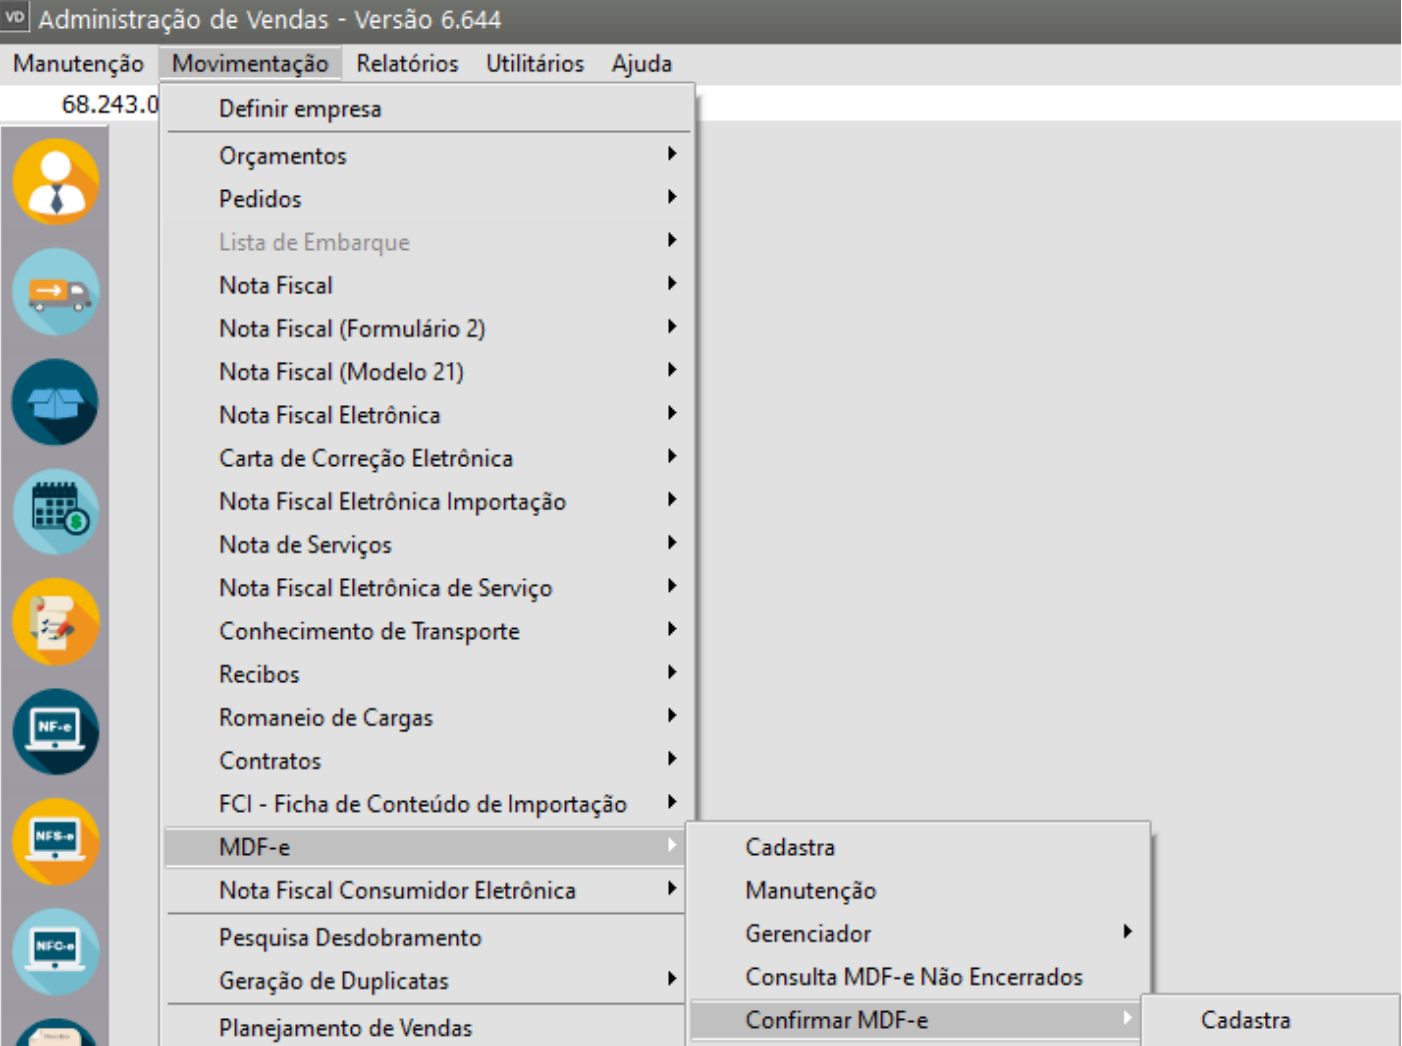 VD Administração de Vendas - Versão 6.644
Manutenção Movimentação Relatórios Utilitários Ajuda
68.243.0
Definir empresa
Orçamentos
Pedidos
Lista de Embarque
Nota Fiscal
Nota Fiscal (Formulário 2)
Nota Fiscal (Modelo 21)
Nota Fiscal Eletrônica
Carta de Correção Eletrônica
Nota Fiscal Eletrônica Importação
Nota de Serviços
Nota Fiscal Eletrônica de Serviço
Conhecimento de Transporte
Recibos
Romaneio de Cargas
Contratos
FCI - Ficha de Conteúdo de Importação
MDF-e
Nota Fiscal Consumidor Eletrônica
Pesquisa Desdobramento
Geração de Duplicatas
Planejamento de Vendas
Cadastra
Manutenção
Gerenciador
Consulta MDF-e Não Encerrados
Confirmar MDF-e
Cadastra
NF-e
NFS-e
NFC-e